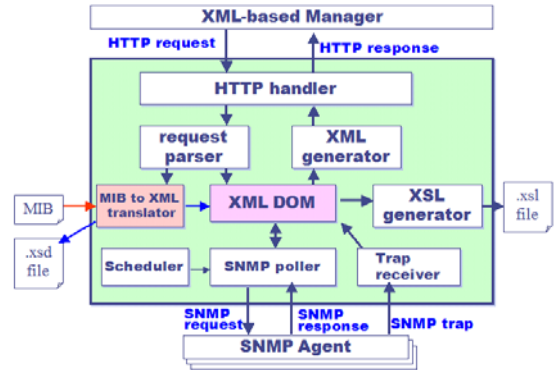 XML-based Manager
HTTP request
HTTP response
HTTP handler
request
parser
XML
generator
MIB
MIB to XML
translator
XML DOM
XSL
generator
.xsl
file
.xsd
file
Scheduler
SNMP poller
Trap
receiver
SNMP
request
SNMP
response
SNMP trap
SNMP Agent